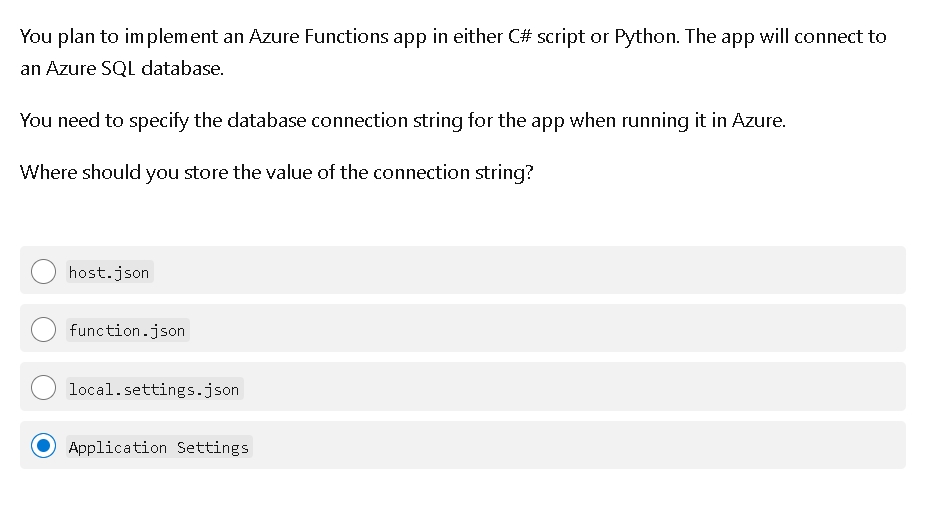 You plan to implement an Azure Functions app in either C# script or Python. The app will connect to
an Azure SQL database.
You need to specify the database connection string for the app when running it in Azure.
Where should you store the value of the connection string?
host.json
function.json
local.settings.json
Application Settings